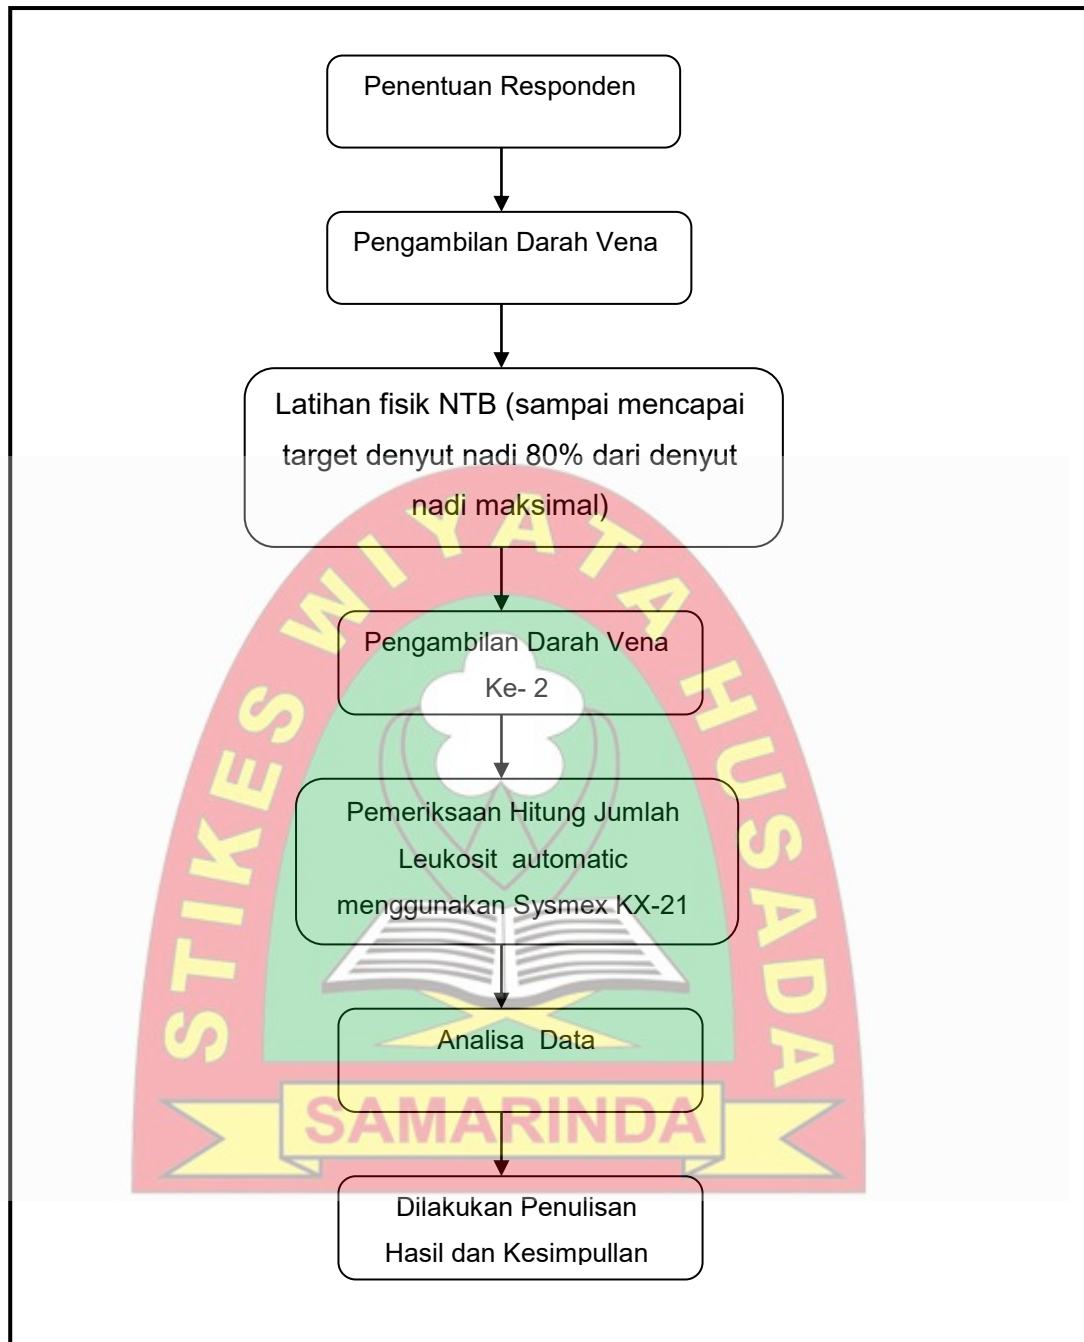 Penentuan Responden
Pengambilan Darah Vena
Latihan fisik NTB (sampai mencapai
target denyut nadi 80% dari denyut
nadi maksimal)
Pengambilan Darah Vena
Ke- 2
Pemeriksaan Hitung Jumlah
Leukosit  automatic
menggunakan Sysmex KX-21
Analisa  Data
Dilakukan Penulisan
Hasil dan Kesimpullan
STIKES WIYATA HUSADA
SAMARINDA